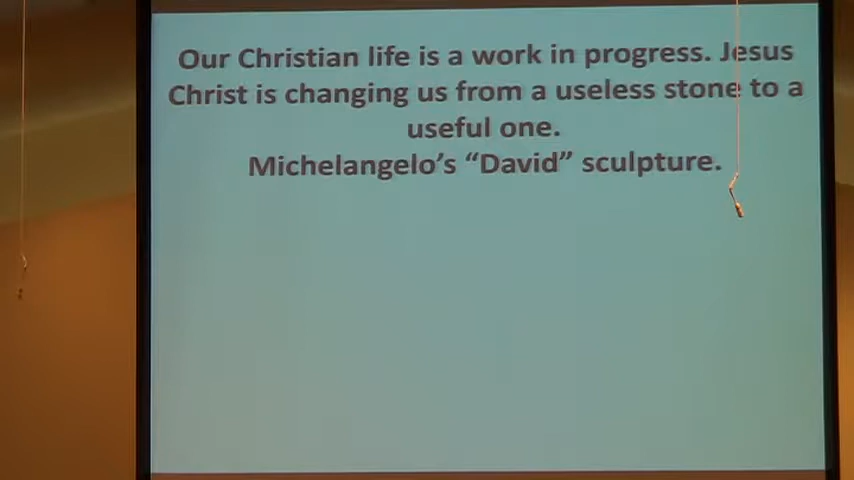 Our Christian life is a work in progress. Jesus
Christ is changing us from a useless stone to a
useful one.
Michelangelo’s “David” sculpture.